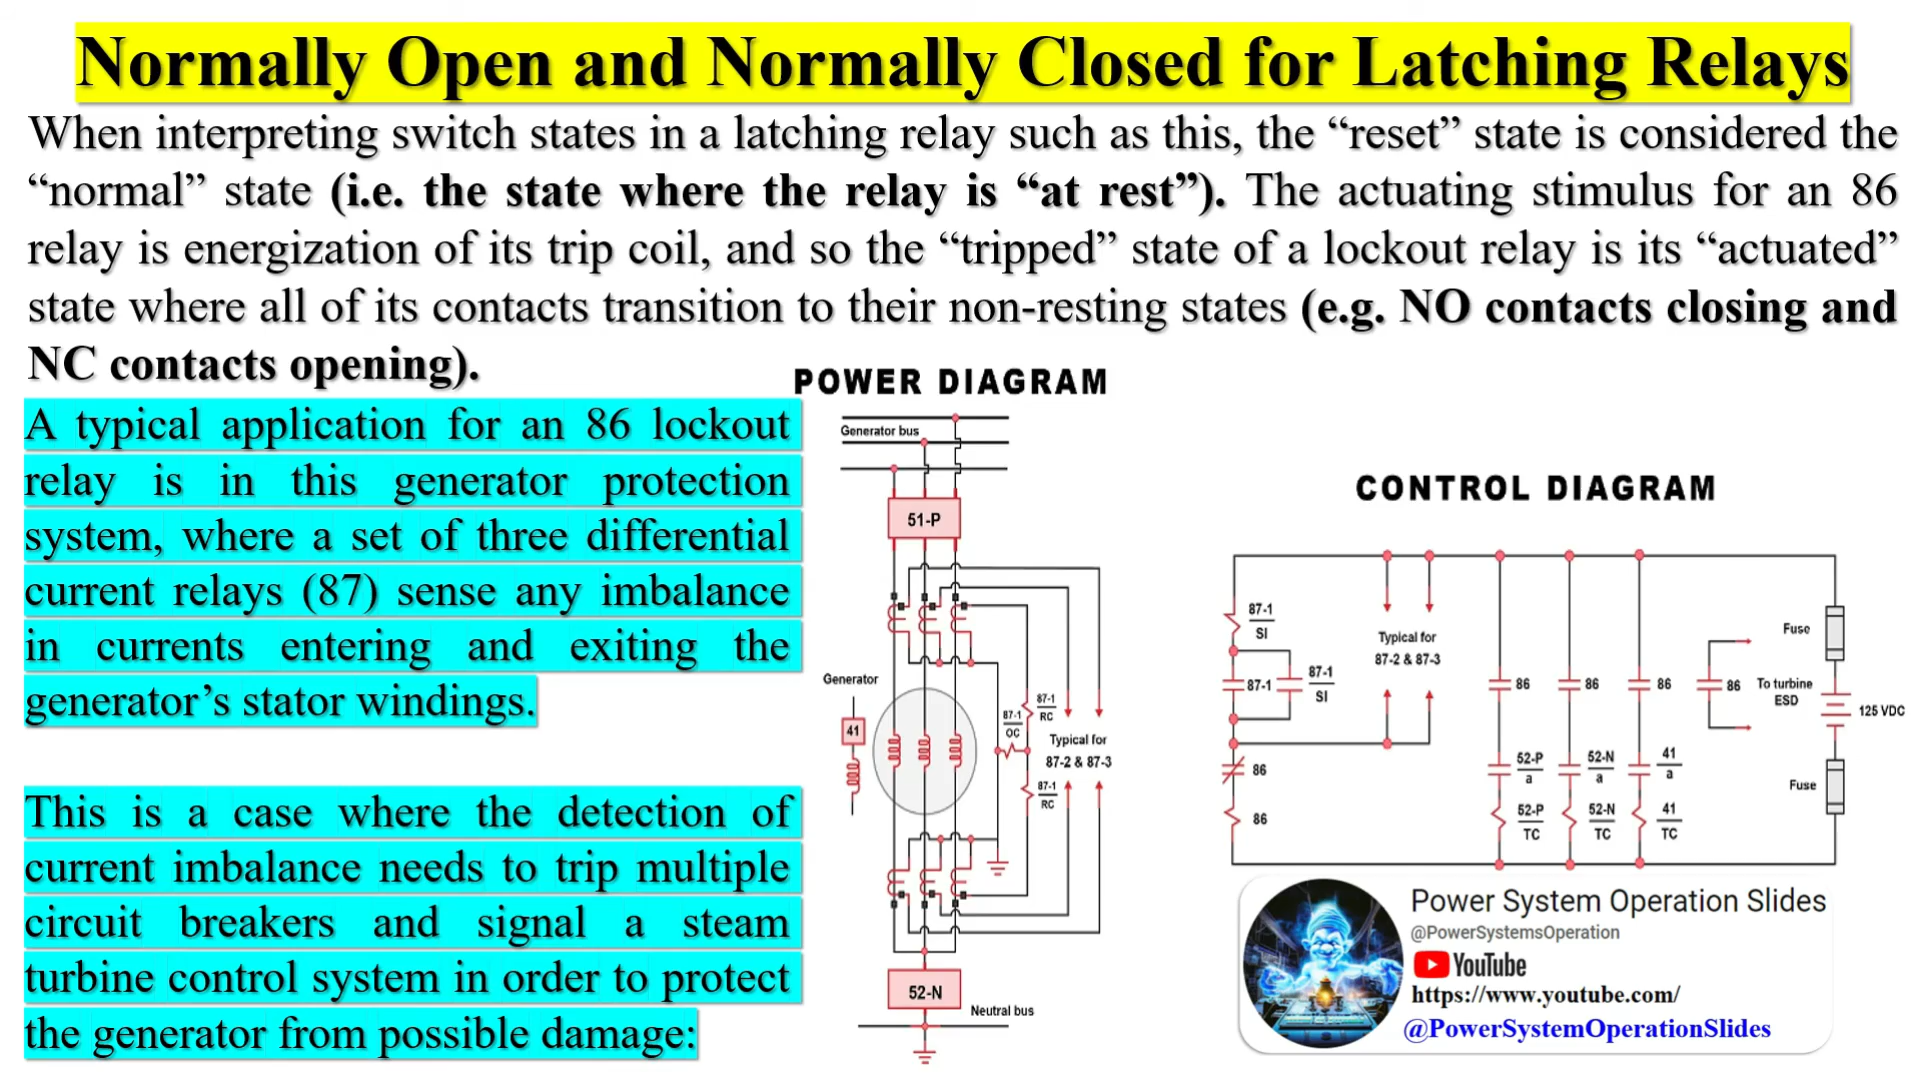 Normally Open and Normally Closed for Latching Relays
When interpreting switch states in a latching relay such as this, the “reset” state is considered the
“normal” state (i.e. the state where the relay is “at rest”). The actuating stimulus for an 86
relay is energization of its trip coil, and so the “tripped” state of a lockout relay is its “actuated”
state where all of its contacts transition to their non-resting states (e.g. NO contacts closing and
NC contacts opening).
A typical application for an 86 lockout
relay is in this generator protection
system, where a set of three differential
current relays (87) sense any imbalance
in currents entering and exiting the
generator’s stator windings.
This is a case where the detection of
current imbalance needs to trip multiple
circuit breakers and signal a steam
turbine control system in order to protect
the generator from possible damage:
POWER DIAGRAM
Generator bus
51-P
Generator
41
87-1
RC
87-1
OC
Typical for
87-2 & 87-3
87-1
RC
52-N
Neutral bus
CONTROL DIAGRAM
87-1
SI
87-1
87-1
SI
86
86
Typical for
87-2 & 87-3
86
86
86
86
52-P
a
52-N
a
41
a
52-P
TC
52-N
TC
41
TC
To turbine
ESD
Fuse
125 VDC
Fuse
Power System Operation Slides
@PowerSystemsOperation
YouTube
https://www.youtube.com/
@PowerSystemOperationSlides